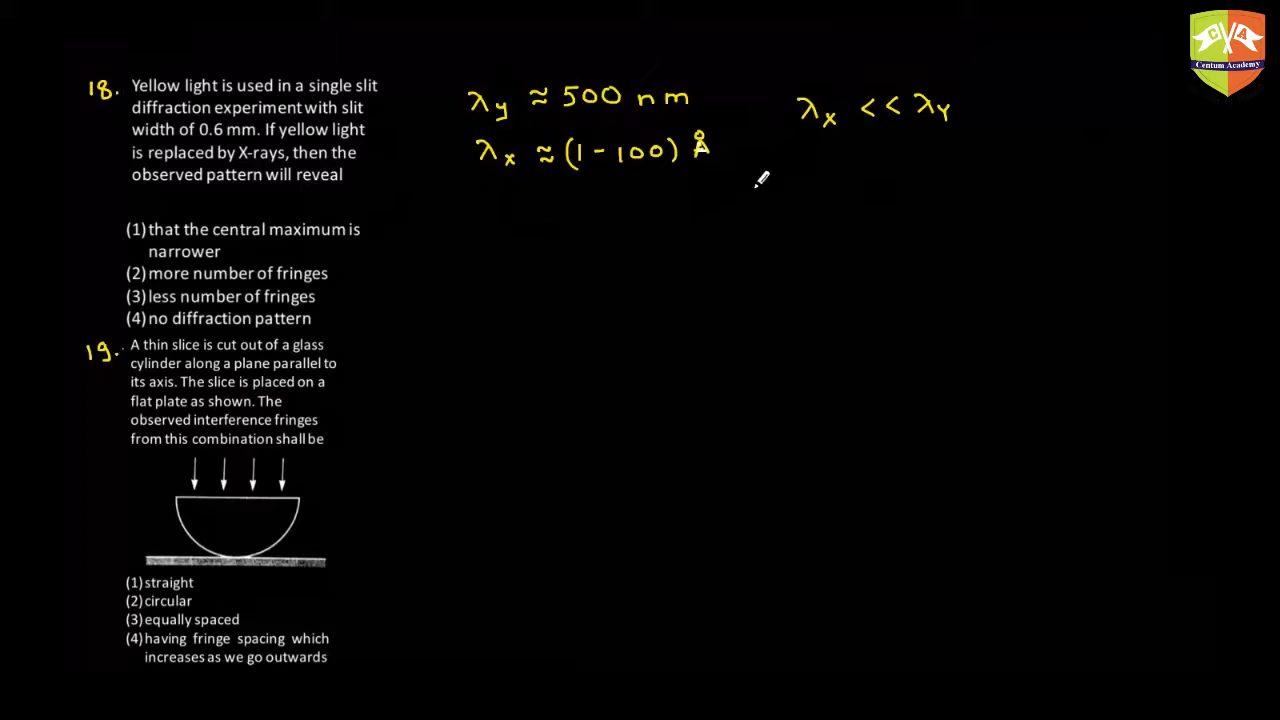 C A
Centum Academy
18. Yellow light is used in a single slit
diffraction experiment with slit
width of 0.6 mm. If yellow light
is replaced by X-rays, then the
observed pattern will reveal
(1) that the central maximum is
narrower
(2) more number of fringes
(3) less number of fringes
(4) no diffraction pattern
19. A thin slice is cut out of a glass
cylinder along a plane parallel to
its axis. The slice is placed on a
flat plate as shown. The
observed interference fringes
from this combination shall be
(1) straight
(2) circular
(3) equally spaced
(4) having fringe spacing which
increases as we go outwards
λy ≈ 500 nm
λx ≈ (1 - 100) Å
λx << λY